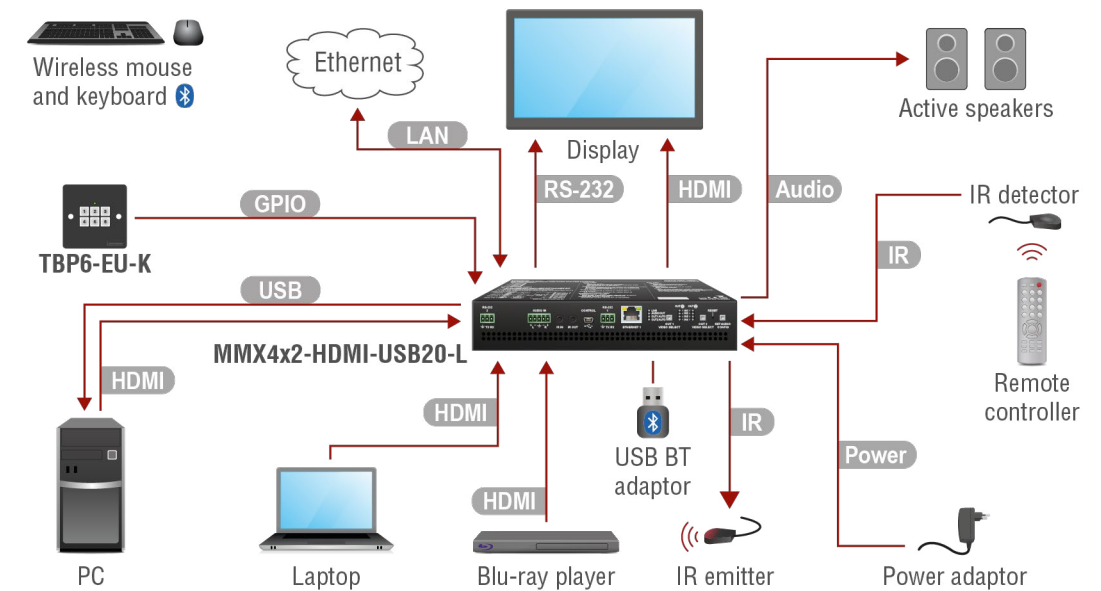 Wireless mouse
and keyboard
Ethernet
Display
Active speakers
LAN
RS-232
HDMI
Audio
IR detector
GPIO
IR
TBP6-EU-K
USB
MMX4x2-HDMI-USB20-L
HDMI
HDMI
HDMI
USB BT
adaptor
IR
Power
Remote
controller
PC
Laptop
Blu-ray player
IR emitter
Power adaptor